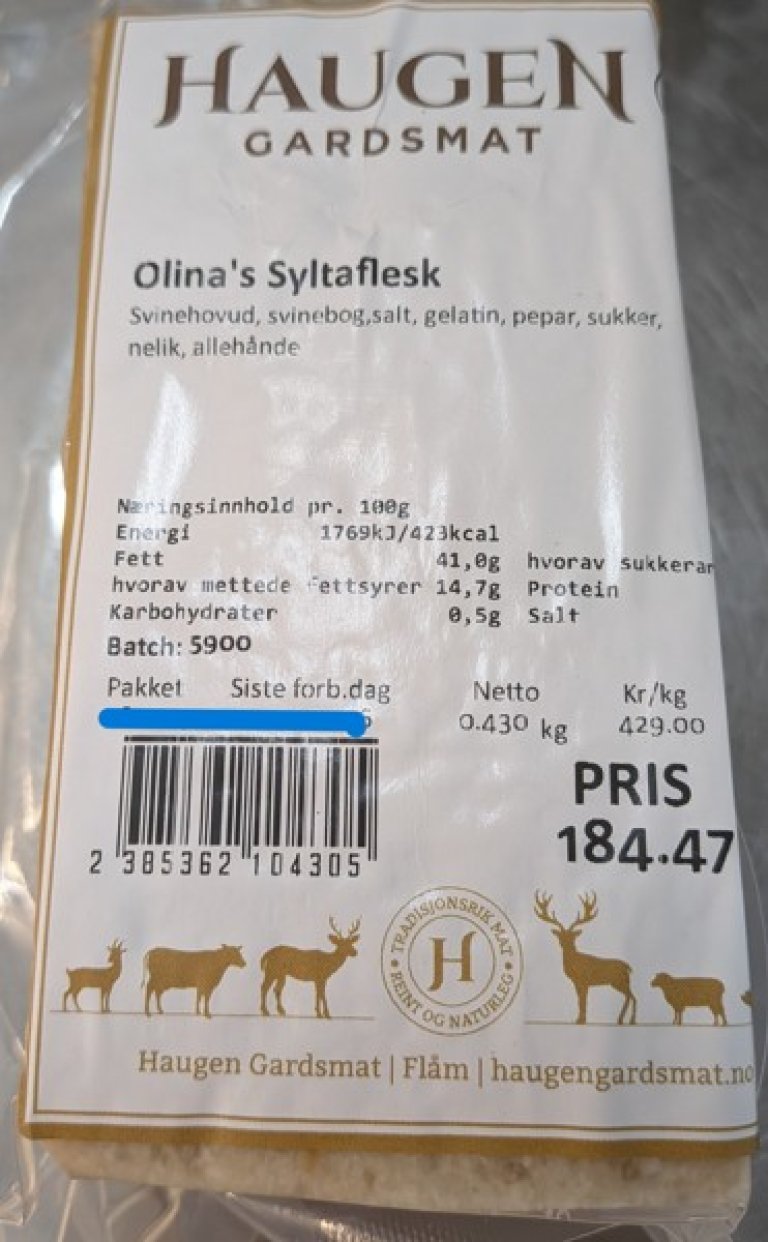 HAUGEN
GARDSMAT
Olina's Syltaflesk
Svinehovud, svinebog,salt, gelatin, pepar, sukker,
nelik, allehånde
Næringsinnhold pr. 100g
Energi 1769kJ/423kcal
Fett 41,0g hvorav sukkerar
hvorav mettede fettsyrer 14,7g Protein
Karbohydrater 0,5g Salt
Batch: 5900
Pakket Siste forb.dag Netto Kr/kg
0.430 kg 429.00
PRIS
184.47
2 385362 104305
TRADISJONSRIK MAT
H
REINT OG NATURLEG
Haugen Gardsmat | Flåm | haugengardsmat.no